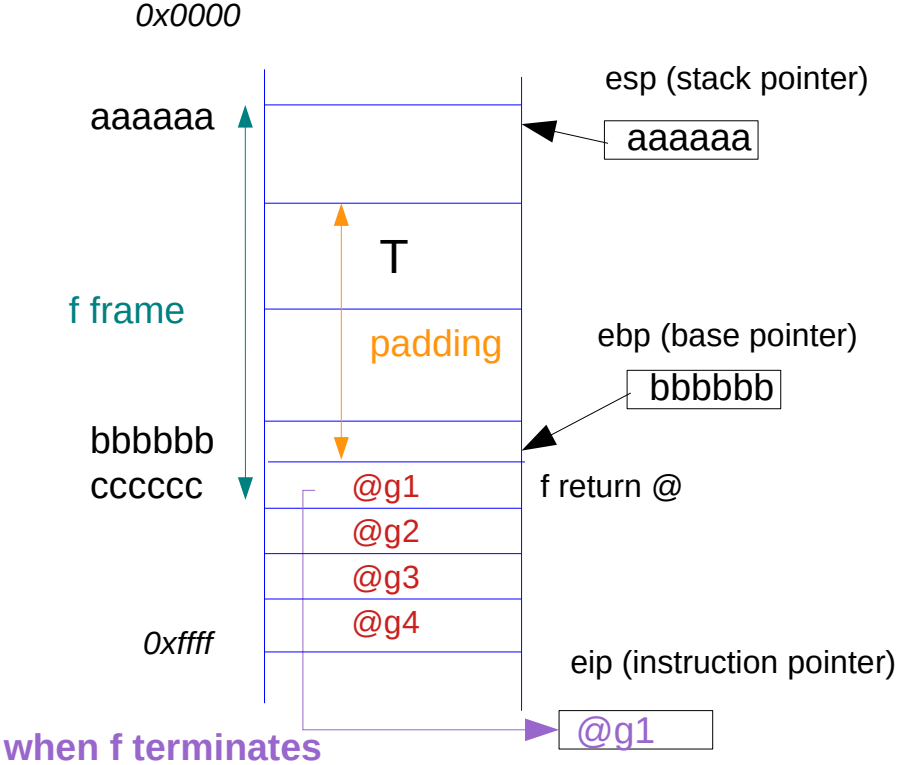 0x0000
esp (stack pointer)
aaaaaa
aaaaaa
T
f frame
padding
ebp (base pointer)
bbbbbb
bbbbbb
cccccc
@g1
f return @
@g2
@g3
@g4
0xffff
eip (instruction pointer)
@g1
when f terminates